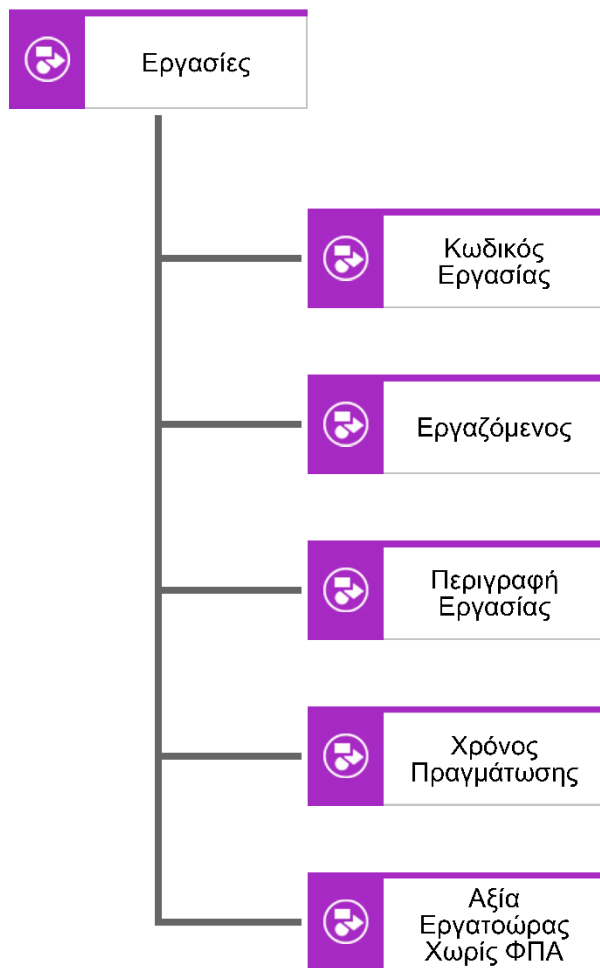 Εργασίες
Κωδικός
Εργασίας
Εργαζόμενος
Περιγραφή
Εργασίας
Χρόνος
Πραγμάτωσης
Αξία
Εργατοώρας
Χωρίς ΦΠΑ